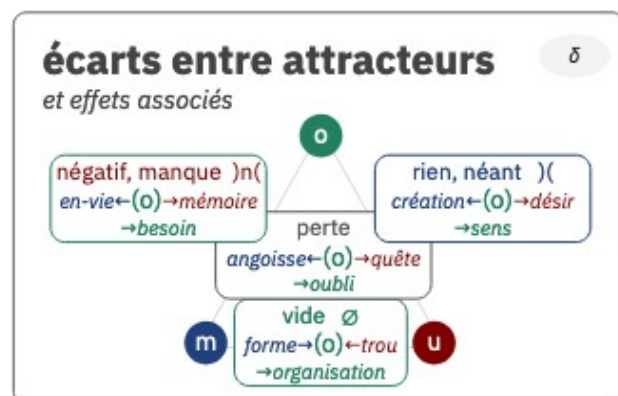 écarts entre attracteurs
δ
et effets associés
o
négatif, manque )n(
en-vie←(o)→mémoire
→besoin
rien, néant )(
création←(o)→désir
→sens
perte
angoisse←(o)→quête
→oubli
m
vide ∅
forme→(o)←trou
→organisation
u